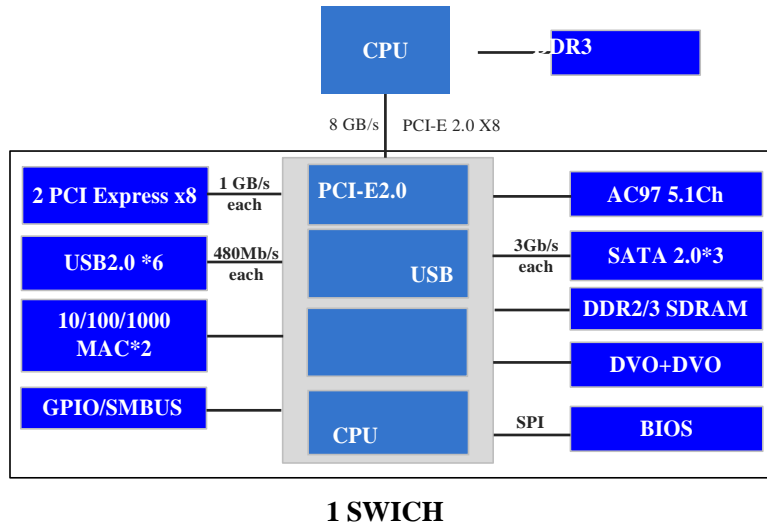 CPU
DDR3
8 GB/s
PCI-E 2.0 X8
2 PCI Express x8
1 GB/s
each
PCI-E2.0
AC97 5.1Ch
USB2.0 *6
480Mb/s
each
USB
3Gb/s
each
SATA 2.0*3
10/100/1000
MAC*2
DDR2/3 SDRAM
DVO+DVO
GPIO/SMBUS
CPU
SPI
BIOS
1 SWICH